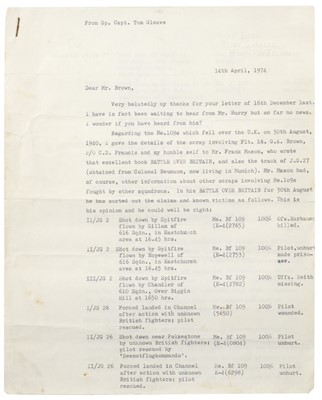 From Gp. Capt. Tom Gleave
14th April, 1974
Dear Mr. Brown,
Very belatedly my thanks for your letter of 16th December last.
I have in fact been waiting to hear from Mr. Murry but so far no news.
I wonder if you have heard from him?
Regarding the Me.109s which fell over the U.K. on 30th August,
1940, I gave the details of the scrap involving Flt. Lt. G.A. Brown,
P/O C.D. Francis and my humble self to Mr. Frank Mason, who wrote
that excellent book BATTLE OVER BRITAIN, and also the track of J.G.27
(obtained from Colonel Neumann, now living in Munich). Mr. Mason had,
of course, other information about other scraps involving Me.109s
fought by other squadrons. In his BATTLE OVER BRITAIN for 30th August
he has sorted out the claims and known victims as follows. This is
his opinion and he could well be right:
II/JG 2 Shot down by Spitfire Me. Bf 109 100%
flown by Gillam of (E-4)(2765) killed.
616 Sqdn., in Eastchurch
area at 16.45 hrs.
II/JG 2 Shot down by Spitfire Me. Bf 109 100% Pilot,unhurt
flown by Hopewell of (E-4)(2753) made prison-
616 Sqdn., in Eastchurch er.
area at 16.45 hrs.
III/JG 2 Shot down by Spitfire Me. Bf 109 100% Uffz.
flown by Chandler of (E-4) missing.
610 Sqdn., Over Biggin
Hill at 1650 hrs.
I/JG 26 Forced landed in Channel Me. Bf 109 100% Pilot
after action with unknown (5650) wounded.
British fighters; pilot
rescued.
II/JG 26 Shot down near Folkestone Me. Bf 109 100% Pilot
by unknown British fighters; (E-4) unhurt.
pilot rescued by
'Seenotflugkommando'.
II/JG 26 Forced landed in Channel Me. Bf 109 100% Pilot
after action with unknown (E-4)(6298) unhurt.
British fighters; pilot
rescued.